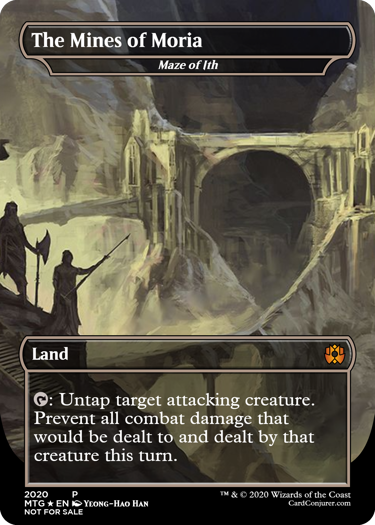 The Mines of Moria
Maze of Ith
Land
: Untap target attacking creature.
Prevent all combat damage that
would be dealt to and dealt by that
creature this turn.
2020 P
MTG ★ EN Yeong-Hao Han
NOT FOR SALE
™ & © 2020 Wizards of the Coast
CardConjurer.com